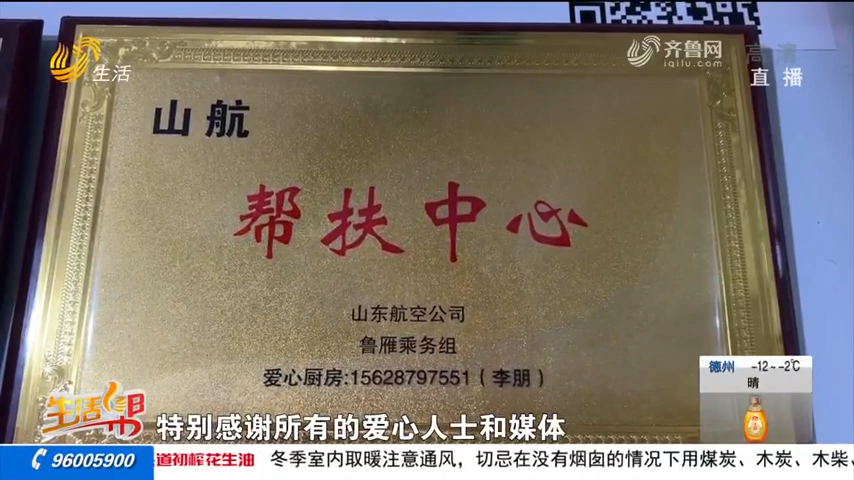 生活
齐鲁网
iqilu.com
高清
直播
山航
帮扶中心
山东航空公司
鲁雁乘务组
爱心厨房:15628797551(李朋)
德州 -12~-2℃
晴
生活帮
特别感谢所有的爱心人士和媒体
96005900
道初榨花生油 冬季室内取暖注意通风，切忌在没有烟囱的情况下用煤炭、木炭、木柴、